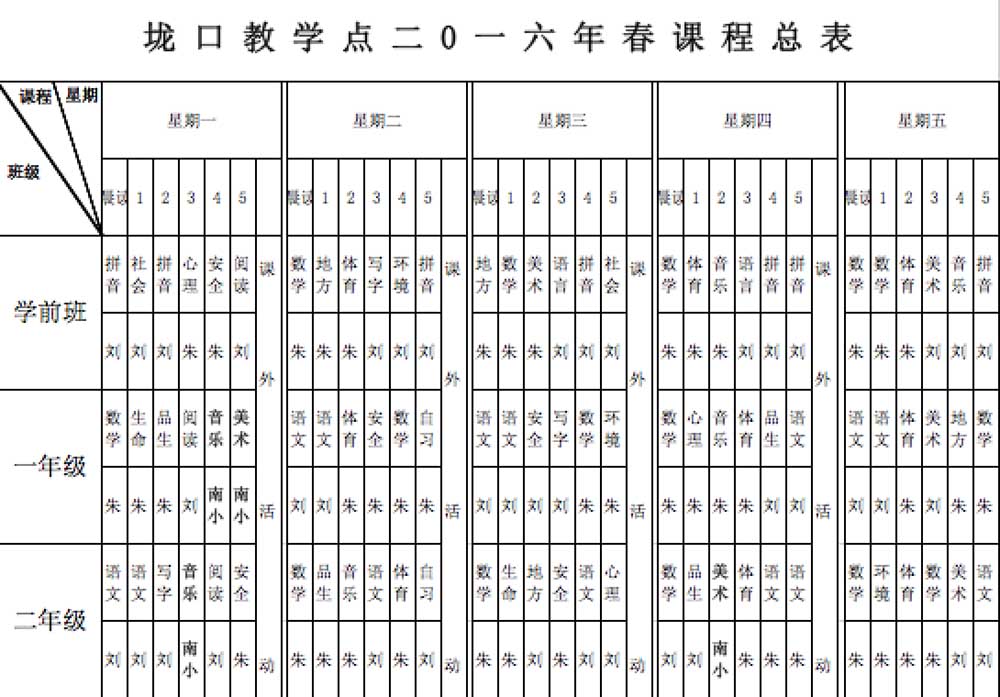 垅口教学点二0一六年春课程总表
课程 星期 班级
星期一 星期二 星期三 星期四 星期五
晨读 1 2 3 4 5 晨读 1 2 3 4 5 晨读 1 2 3 4 5 晨读 1 2 3 4 5 晨读 1 2 3 4 5
学前班 拼音 社会 拼音 心理 安全 阅读 课外活动 数学 地方 体育 写字 环境 拼音 课外活动 地方 数学 美术 语言 拼音 社会 课外活动 数学 体育 音乐 语言 拼音 拼音 课外活动 数学 数学 体育 美术 音乐 拼音
刘 刘 刘 朱 朱 刘 朱 朱 朱 刘 刘 刘 朱 朱 朱 刘 刘 刘 朱 朱 朱 刘 刘 刘 朱 朱 朱 刘 刘 刘
一年级 数学 生命 品生 阅读 音乐 美术 语文 语文 体育 安全 数学 自习 语文 语文 安全 写字 数学 环境 数学 心理 音乐 体育 品生 语文 语文 语文 体育 美术 地方 数学
朱 朱 朱 刘 南小 南小 刘 刘 朱 朱 朱 朱 刘 刘 刘 刘 朱 朱 朱 朱 朱 朱 刘 刘 刘 刘 朱 刘 朱 朱
二年级 语文 语文 写字 音乐 阅读 安全 数学 品生 音乐 语文 体育 自习 数学 生命 地方 安全 语文 心理 数学 品生 美术 体育 语文 语文 数学 环境 体育 数学 美术 语文
刘 刘 刘 南小 刘 朱 朱 朱 朱 刘 朱 刘 朱 朱 朱 朱 刘 朱 刘 刘 南小 朱 朱 朱 朱 朱 朱 朱 刘 刘